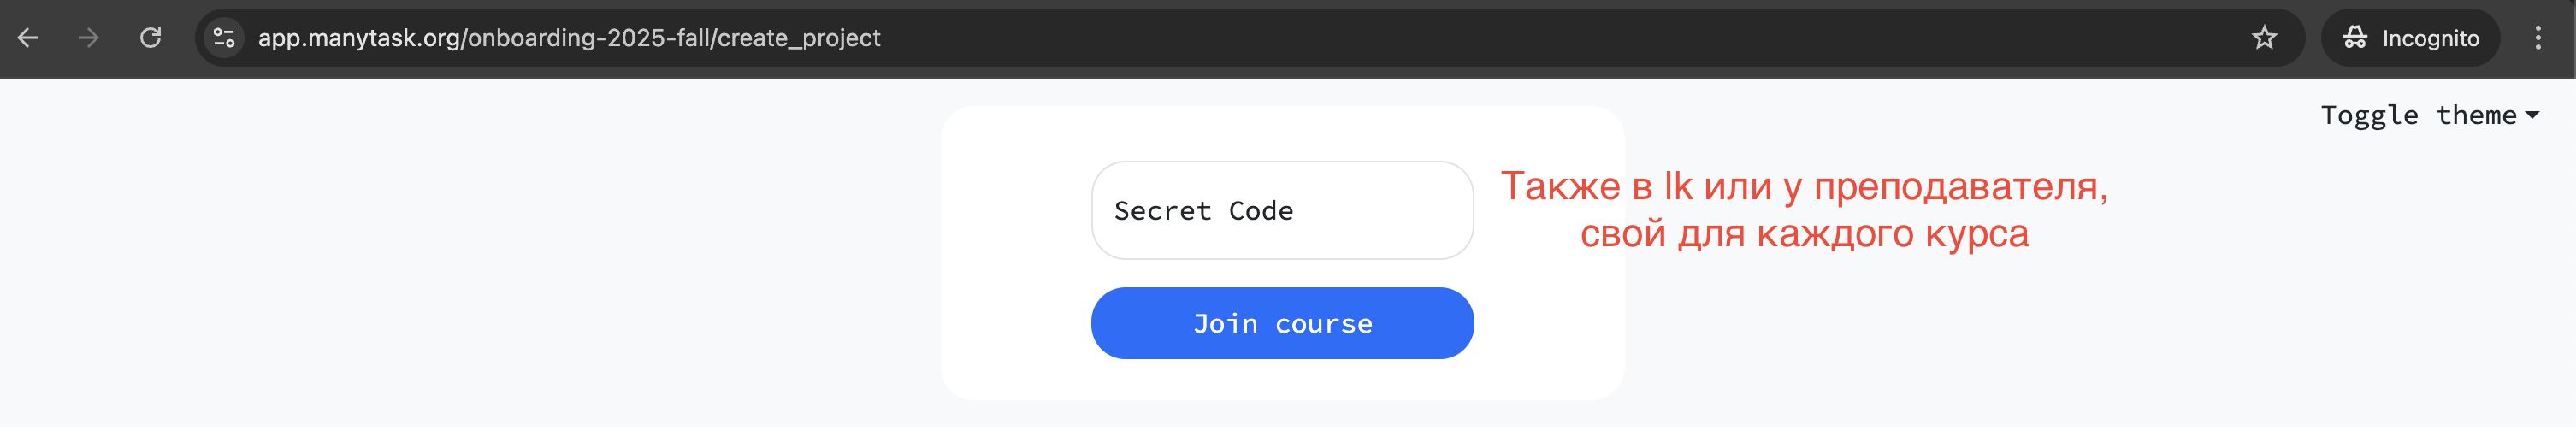 app.manytask.org/onboarding-2025-fall/create_project
Incognito
Toggle theme
Secret Code
Также в lk или у преподавателя,
свой для каждого курса
Join course